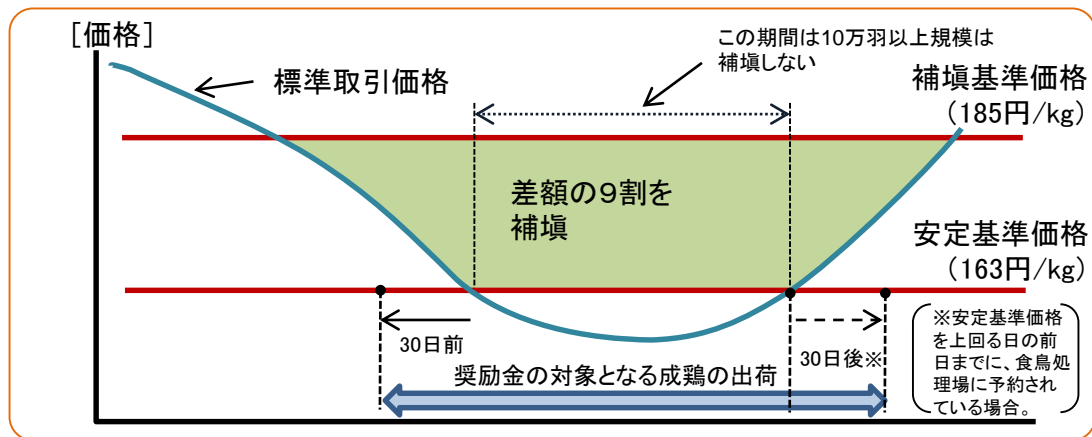 [価格]
標準取引価格
この期間は10万羽以上規模は
補塡しない
補塡基準価格
(185円/kg)
差額の9割を
補塡
安定基準価格
(163円/kg)
30日前
30日後※
※安定基準価格
を上回る日の前
日までに、食鳥処
理場に予約され
ている場合。
奨励金の対象となる成鶏の出荷